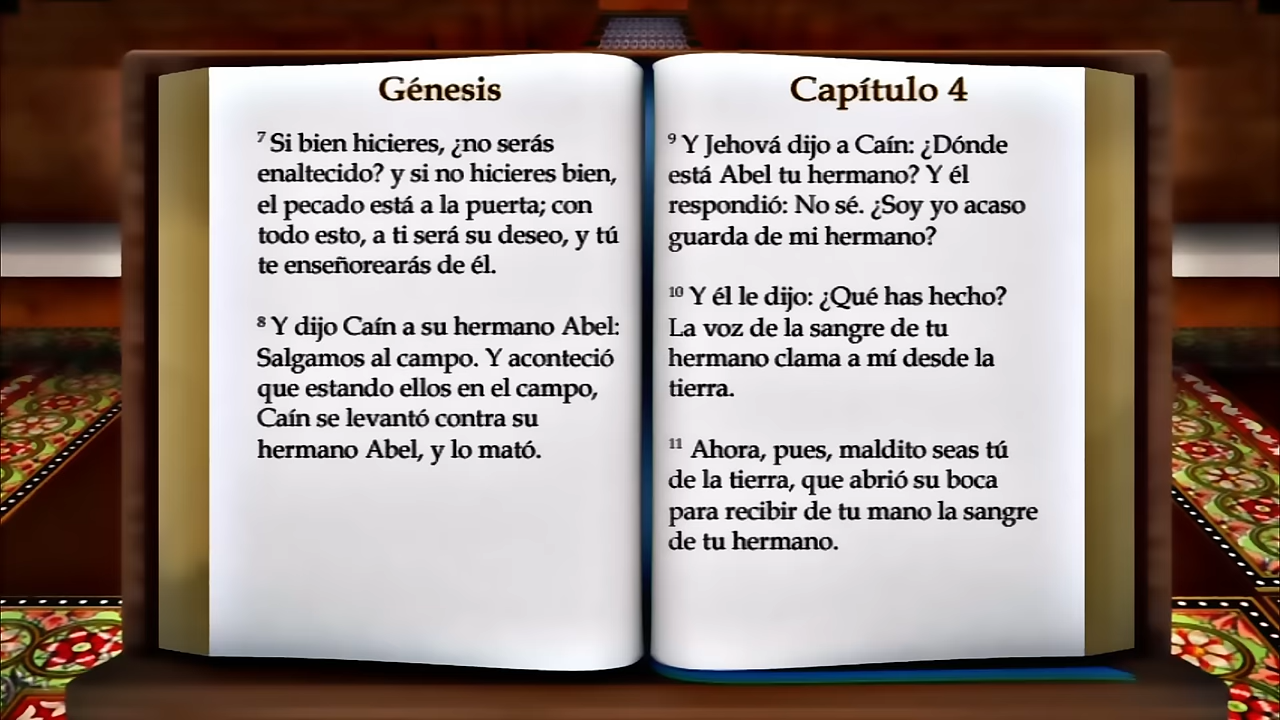 Génesis
⁷ Si bien hicieres, ¿no serás
enaltecido? y si no hicieres bien,
el pecado está a la puerta; con
todo esto, a ti será su deseo, y tú
te enseñorearás de él.
⁸ Y dijo Caín a su hermano Abel:
Salgamos al campo. Y aconteció
que estando ellos en el campo,
Caín se levantó contra su
hermano Abel, y lo mató.
Capítulo 4
⁹ Y Jehová dijo a Caín: ¿Dónde
está Abel tu hermano? Y él
respondió: No sé. ¿Soy yo acaso
guarda de mi hermano?
¹⁰ Y él le dijo: ¿Qué has hecho?
La voz de la sangre de tu
hermano clama a mí desde la
tierra.
¹¹ Ahora, pues, maldito seas tú
de la tierra, que abrió su boca
para recibir de tu mano la sangre
de tu hermano.